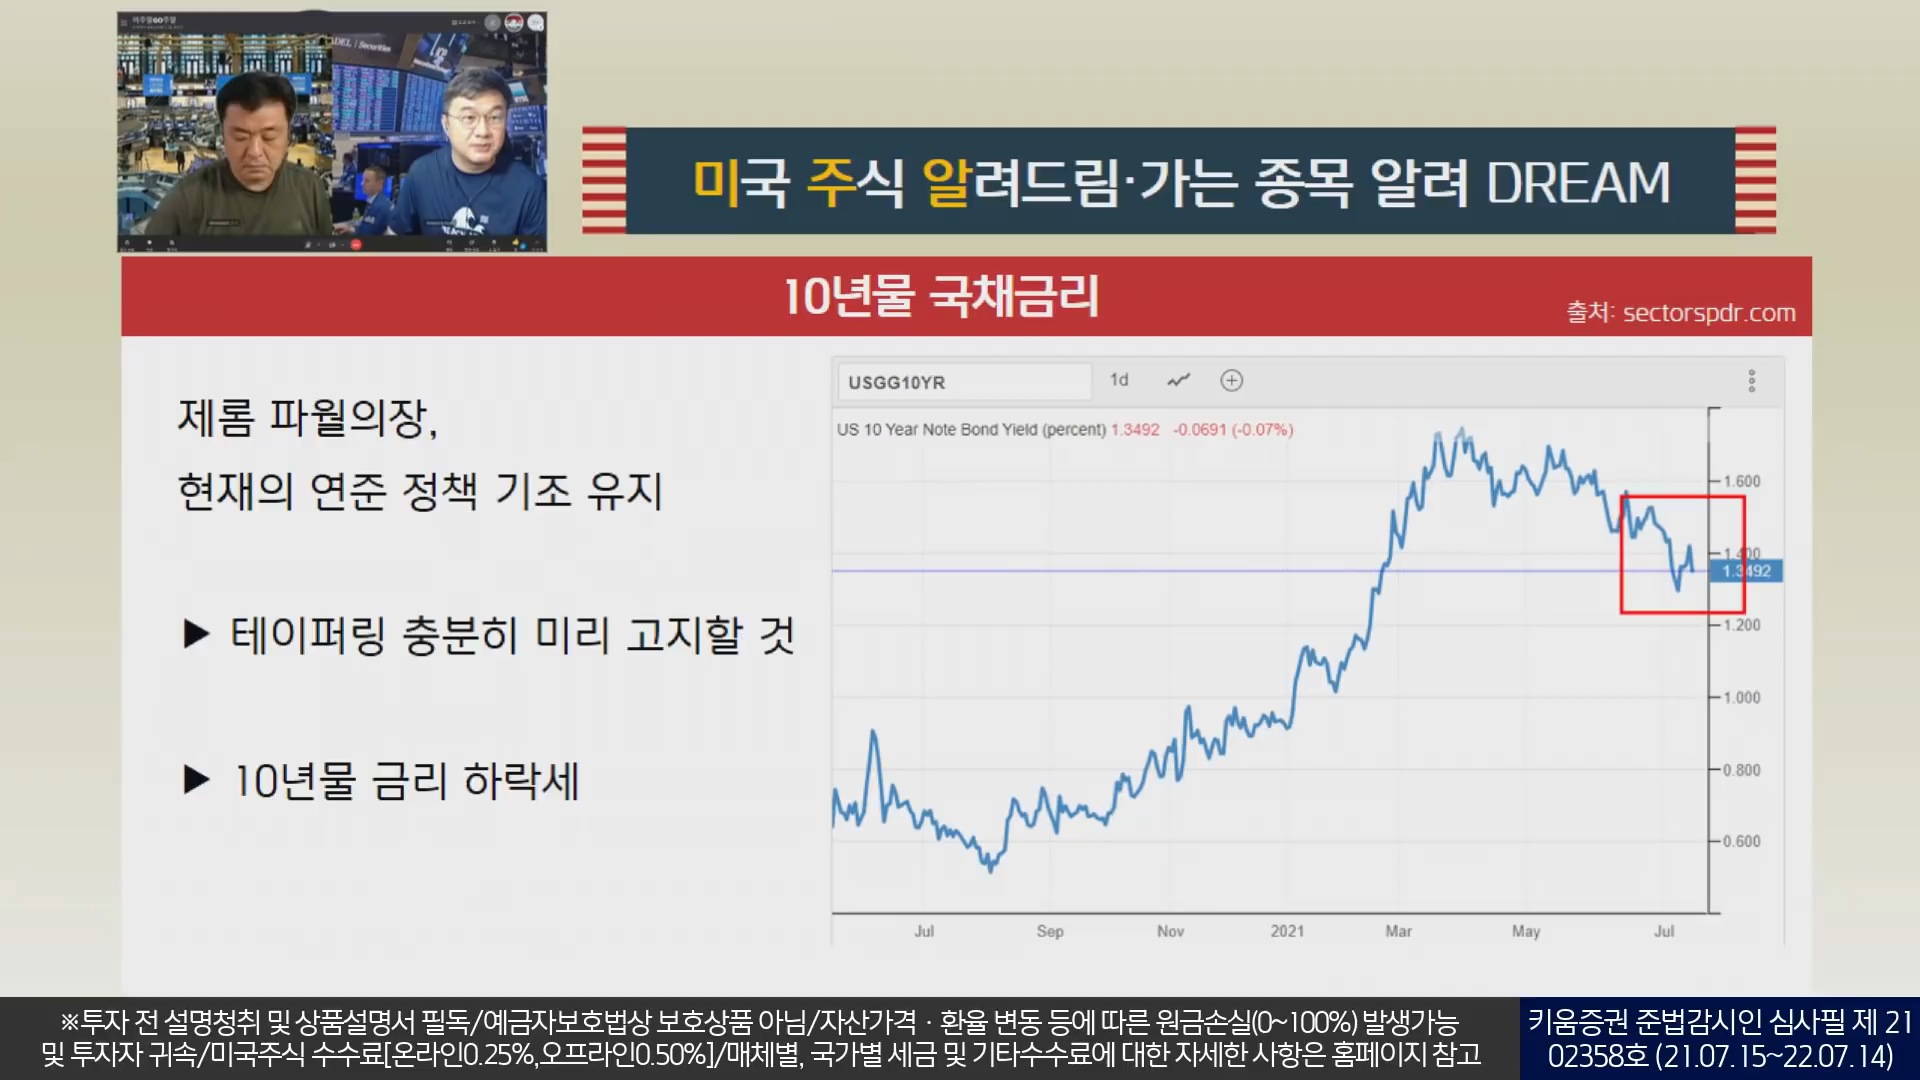 미주알GO주알
ADEL | Securities
미국 주식 알려드림·가는 종목 알려 DREAM
10년물 국채금리
출처: sectorspdr.com
제롬 파월의장,
현재의 연준 정책 기조 유지
▶ 테이퍼링 충분히 미리 고지할 것
▶ 10년물 금리 하락세
USGG10YR
1d
US 10 Year Note Bond Yield (percent) 1.3492 -0.0691 (-0.07%)
1.600
1.400
1.3492
1.200
1.000
0.800
0.600
Jul Sep Nov 2021 Mar May Jul
※투자 전 설명청취 및 상품설명서 필독/예금자보호법상 보호상품 아님/자산가격 · 환율 변동 등에 따른 원금손실(0~100%) 발생가능
및 투자자 귀속/미국주식 수수료[온라인0.25%,오프라인0.50%]/매체별, 국가별 세금 및 기타수수료에 대한 자세한 사항은 홈페이지 참고
키움증권 준법감시인 심사필 제 21
02358호 (21.07.15~22.07.14)